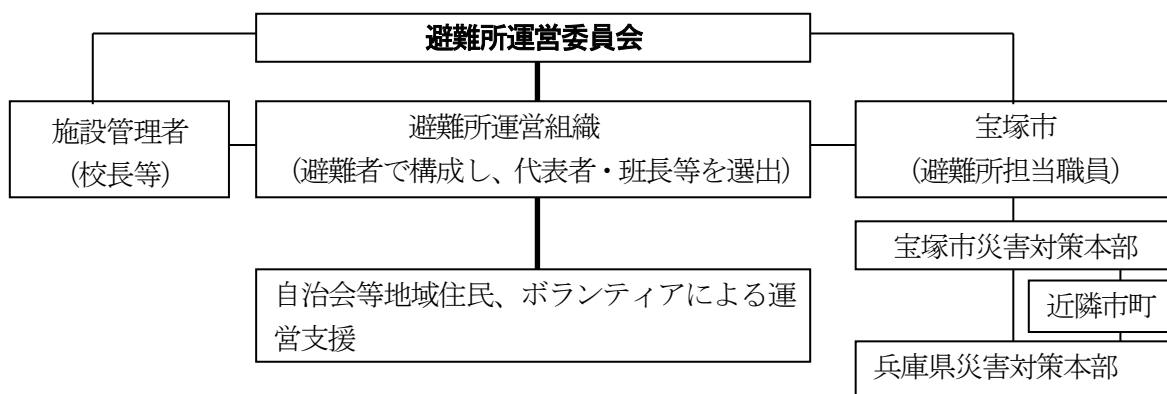 避難所運営委員会
施設管理者
(校長等)
避難所運営組織
(避難者で構成し、代表者・班長等を選出)
宝塚市
(避難所担当職員)
宝塚市災害対策本部
自治会等地域住民、ボランティアによる運
営支援
近隣市町
兵庫県災害対策本部